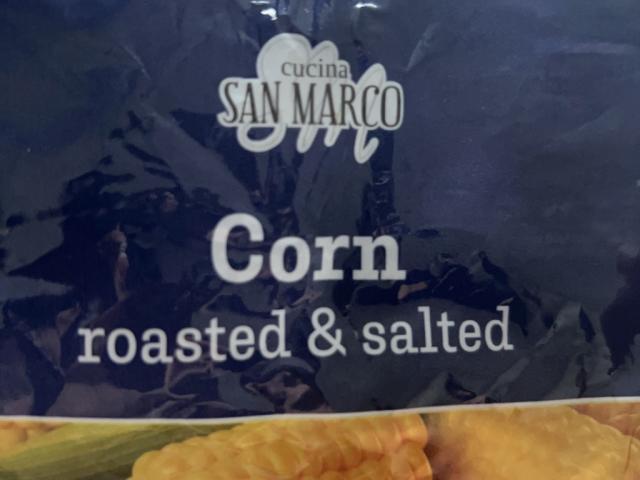 cucina
SAN MARCO
Corn
roasted & salted